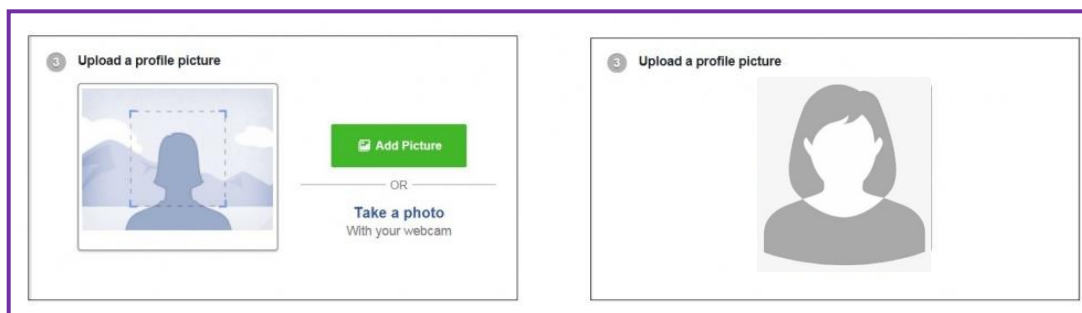 3 Upload a profile picture
Add Picture
OR
Take a photo
With your webcam
3 Upload a profile picture